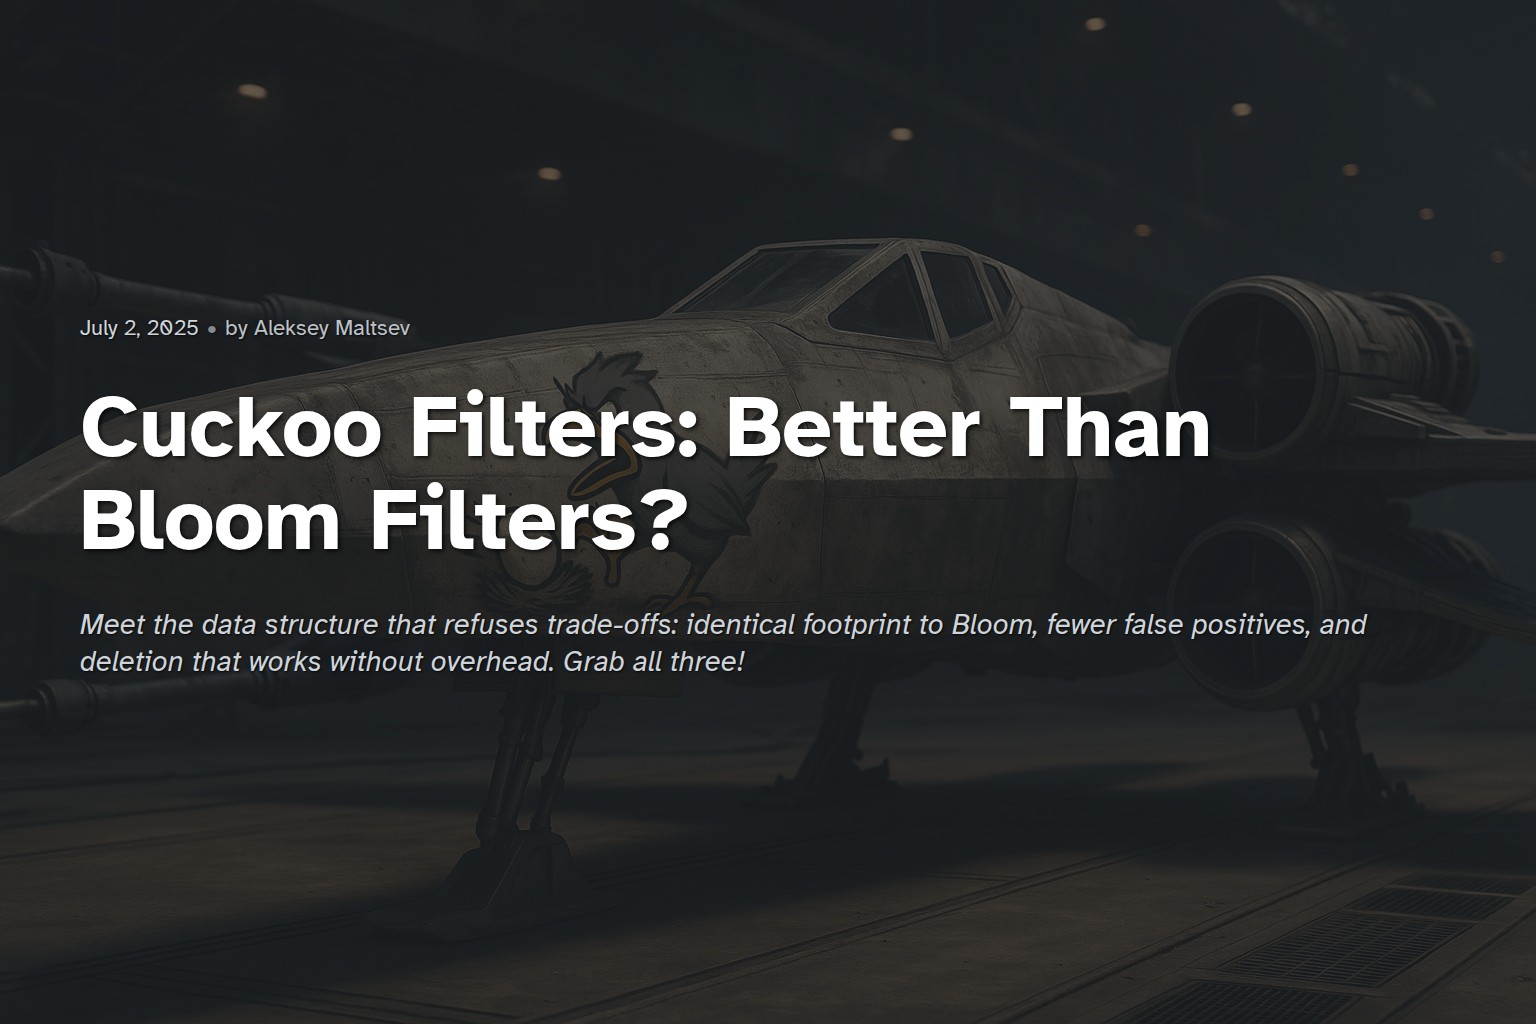 July 2, 2025 • by Aleksey Maltsev
Cuckoo Filters: Better Than
Bloom Filters?
Meet the data structure that refuses trade-offs: identical footprint to Bloom, fewer false positives, and
deletion that works without overhead. Grab all three!